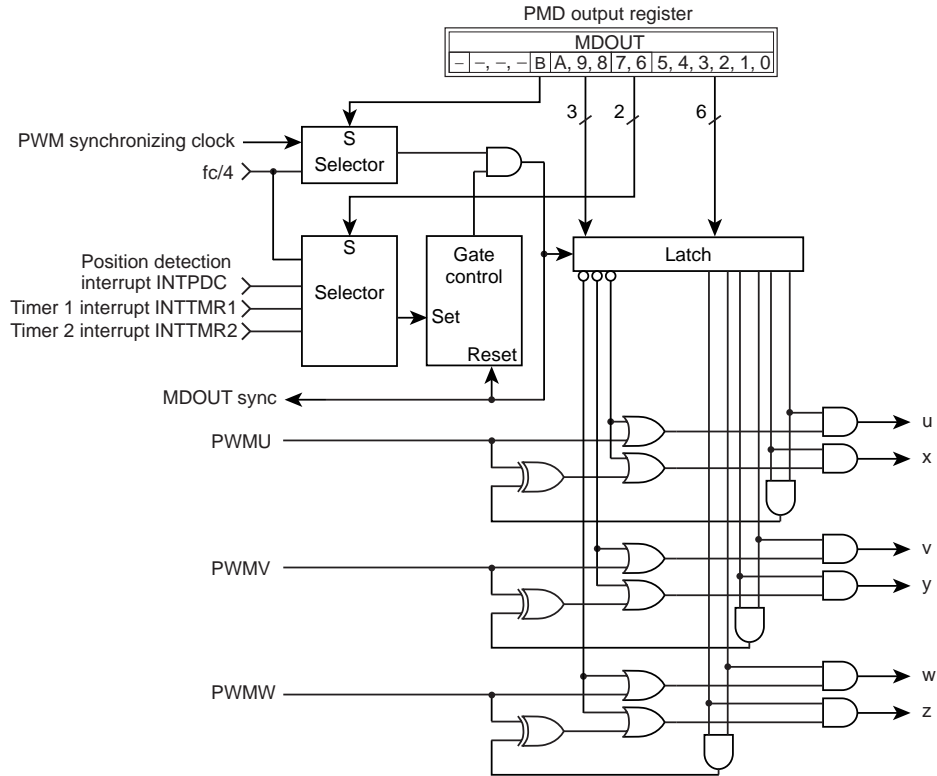 PMD output register
MDOUT
– –, –, – B A, 9, 8 7, 6 5, 4, 3, 2, 1, 0
3
2
6
PWM synchronizing clock
S
Selector
fc/4
S
Selector
Gate
control
Latch
Position detection
interrupt INTPDC
Timer 1 interrupt INTTMR1
Timer 2 interrupt INTTMR2
Set
Reset
MDOUT sync
PWMU
u
x
PWMV
v
y
PWMW
w
z